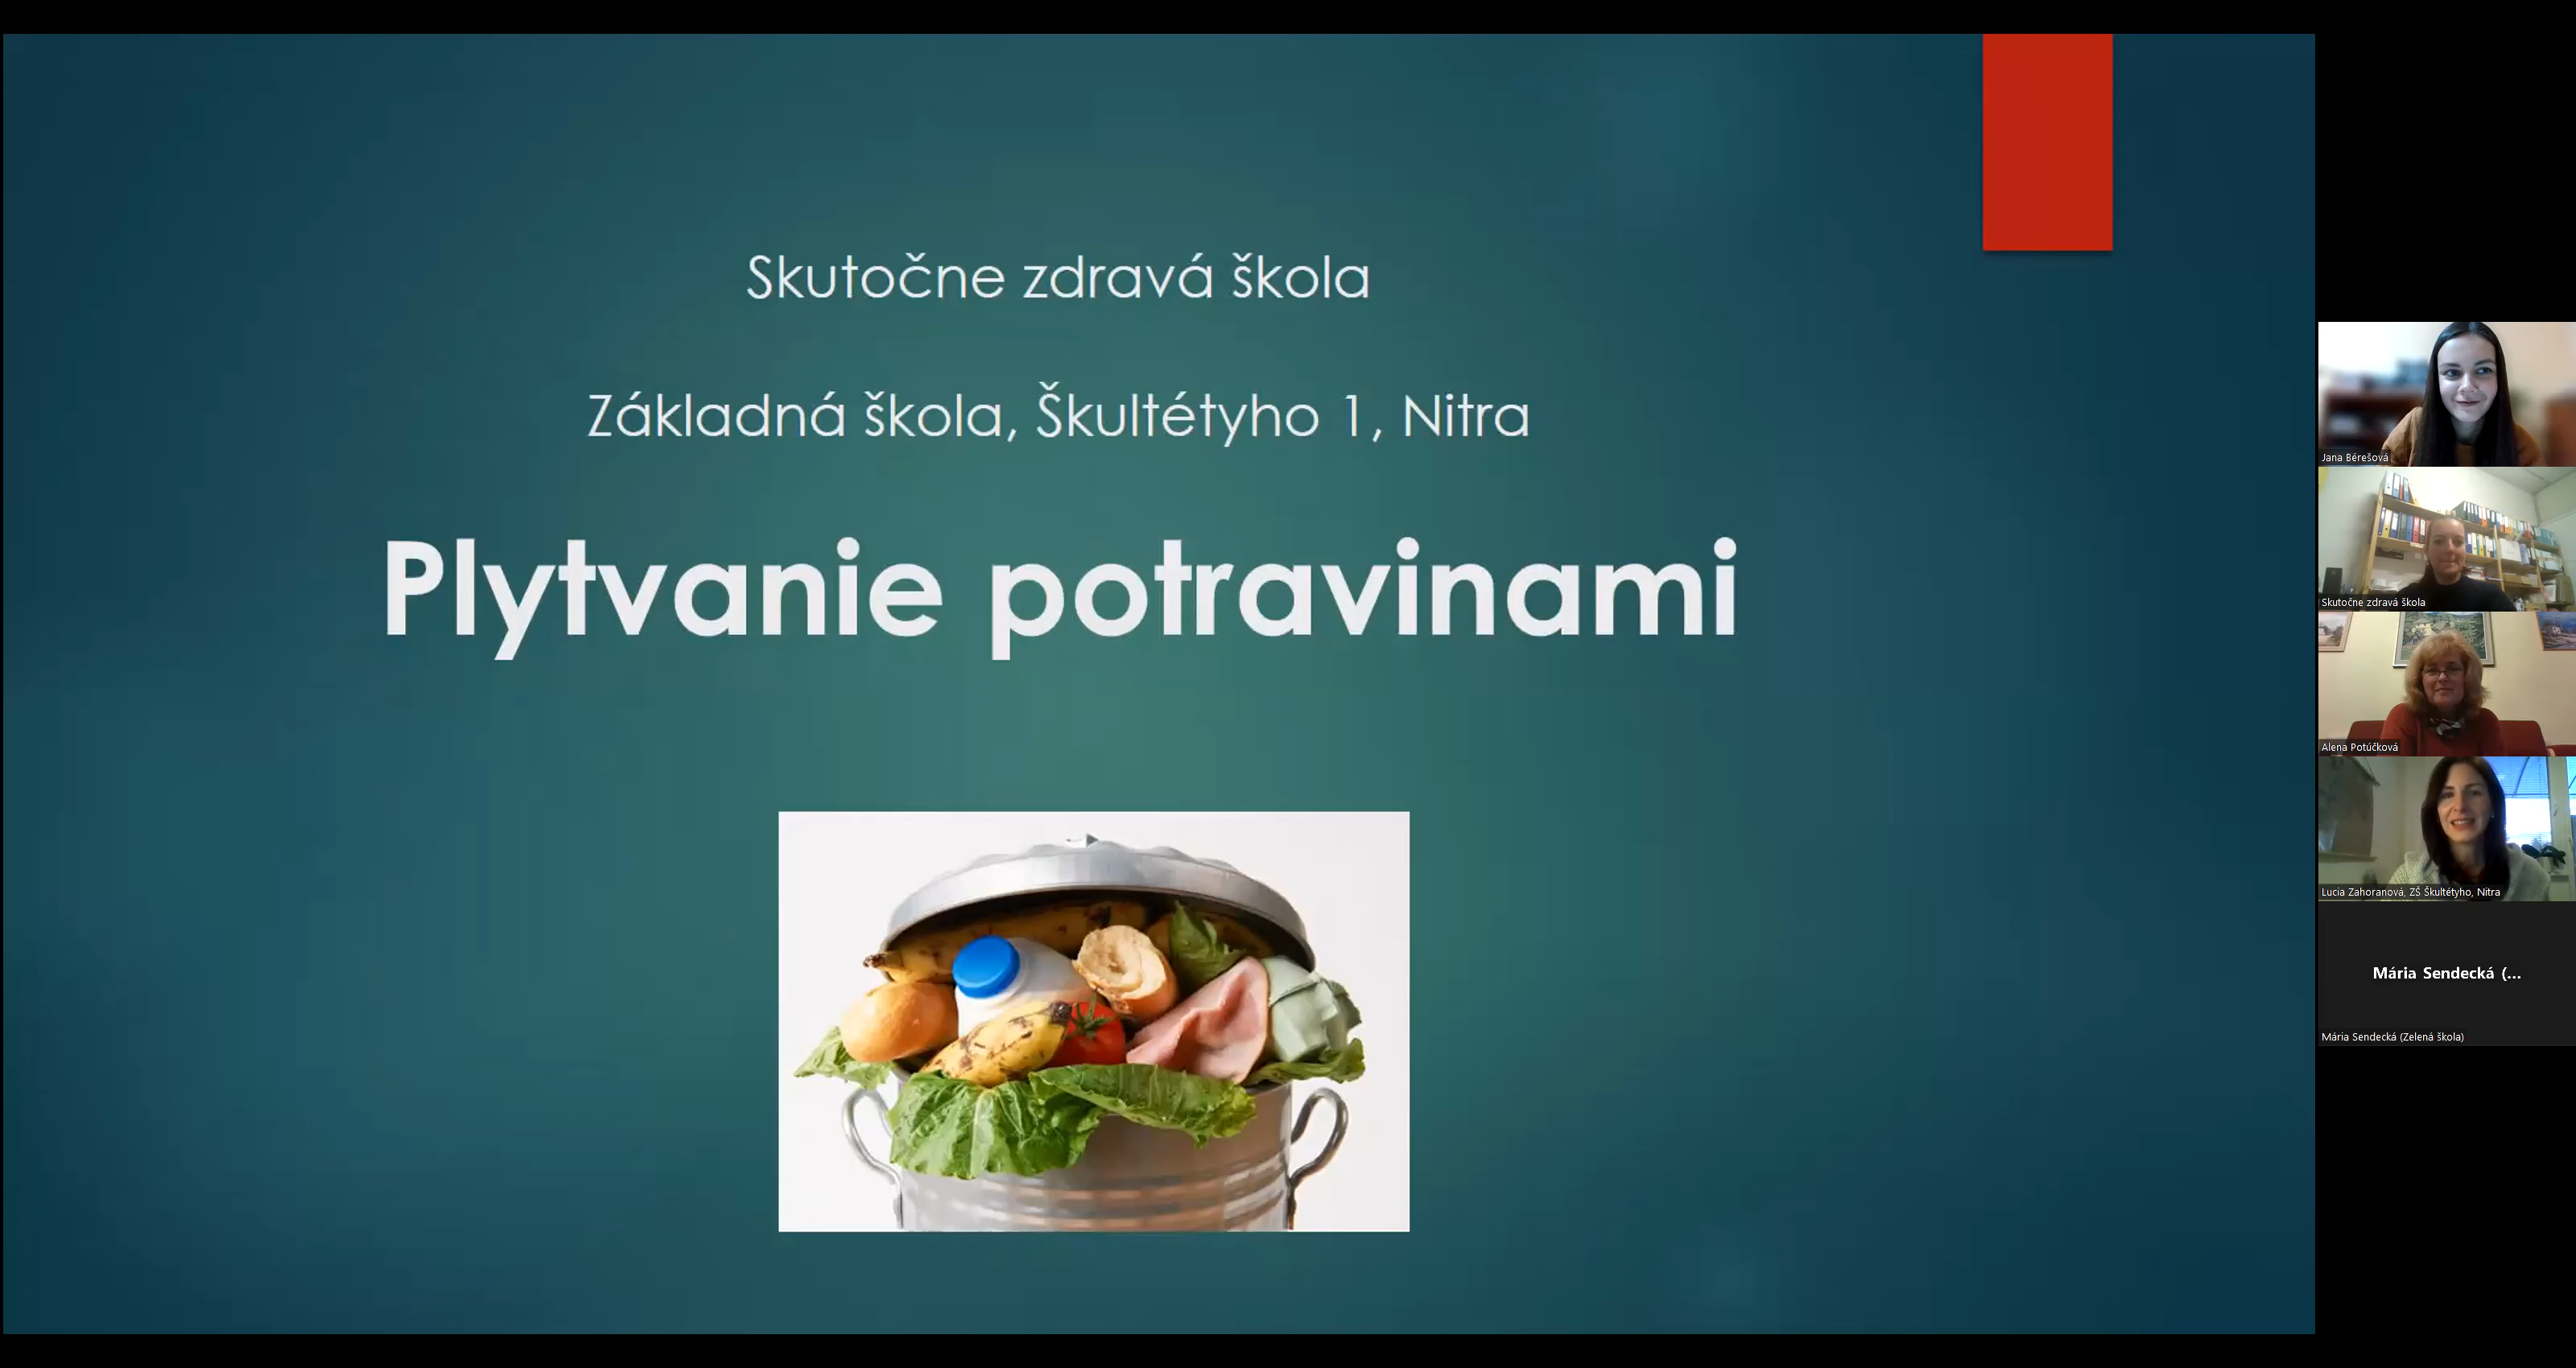 Skutočne zdravá škola
Základná škola, Škultétyho 1, Nitra
Plytvanie potravinami
Jana Bérešová
Skutočne zdravá škola
Alena Potúčková
Lucia Zahoranová, ZŠ Škultétyho, Nitra
Mária Sendecká (...
Mária Sendecká (Zelená škola)